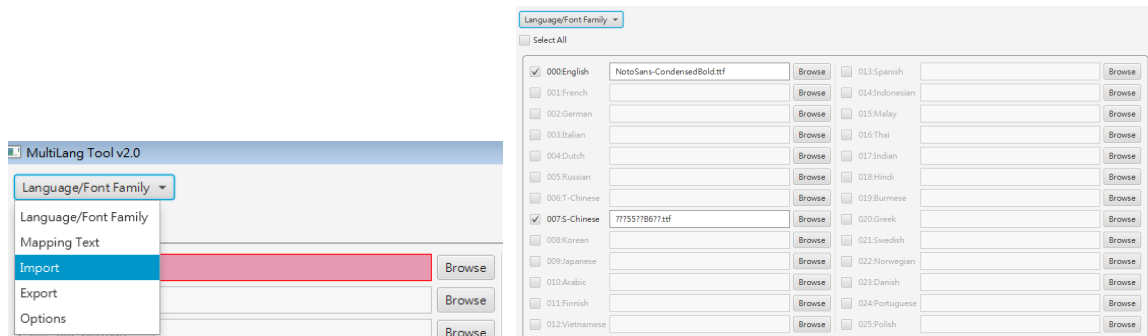 MultiLang Tool v2.0
Language/Font Family
Language/Font Family
Mapping Text
Import
Browse
Export
Browse
Options
Browse
Language/Font Family
Select All
000:English NotoSans-CondensedBold.ttf Browse 013:Spanish Browse
001:French Browse 014:Indonesian Browse
002:German Browse 015:Malay Browse
003:Italian Browse 016:Thai Browse
004:Dutch Browse 017:Indian Browse
005:Russian Browse 018:Hindi Browse
006:T-Chinese Browse 019:Burmese Browse
007:S-Chinese ???55??B6??.ttf Browse 020:Greek Browse
008:Korean Browse 021:Swedish Browse
009:Japanese Browse 022:Norwegian Browse
010:Arabic Browse 023:Danish Browse
011:Finnish Browse 024:Portuguese Browse
012:Vietnamese Browse 025:Polish Browse